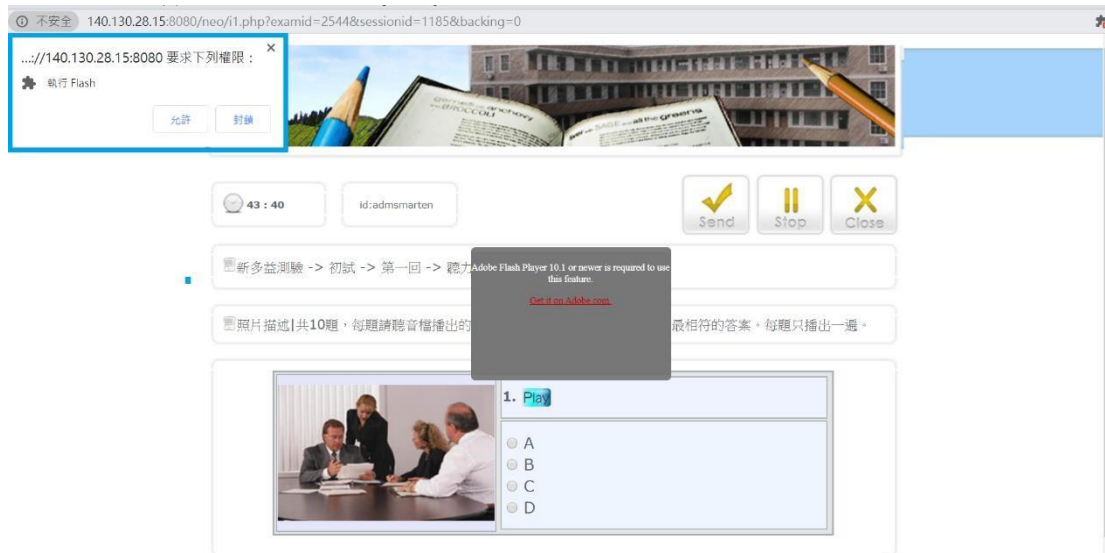 不安全 140.130.28.15:8080/neo/i1.php?examid=2544&sessionid=1185&backing=0
...://140.130.28.15:8080 要求下列權限：
執行 Flash
允許 封鎖
BROCCOLI
43 : 40
id:admsmarten
Send
Stop
Close
新多益測驗 -> 初試 -> 第一回 -> 聽力
Adobe Flash Player 10.1 or newer is required to use
this feature.
Get it on Adobe.com.
照片描述|共10題，每題請聽音檔播出的
最相符的答案。每題只播出一遍。
1. Play
A
B
C
D